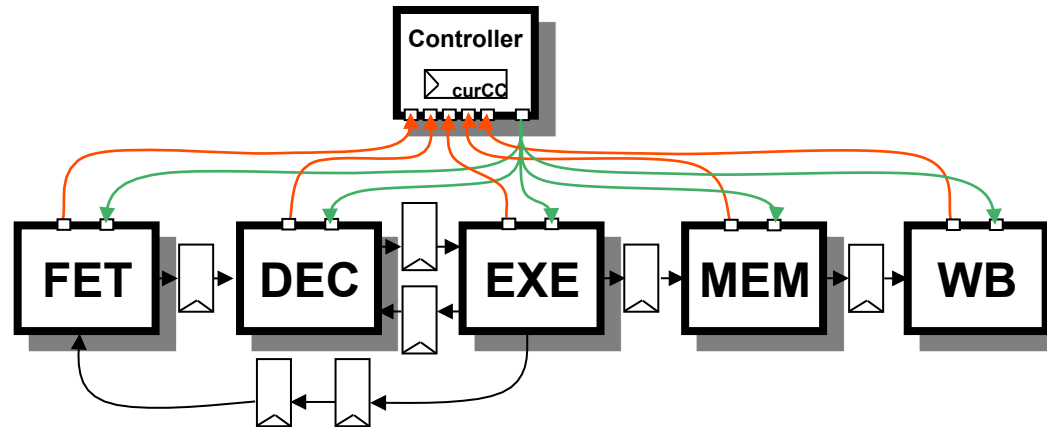 Controller
curCC
FET
DEC
EXE
MEM
WB